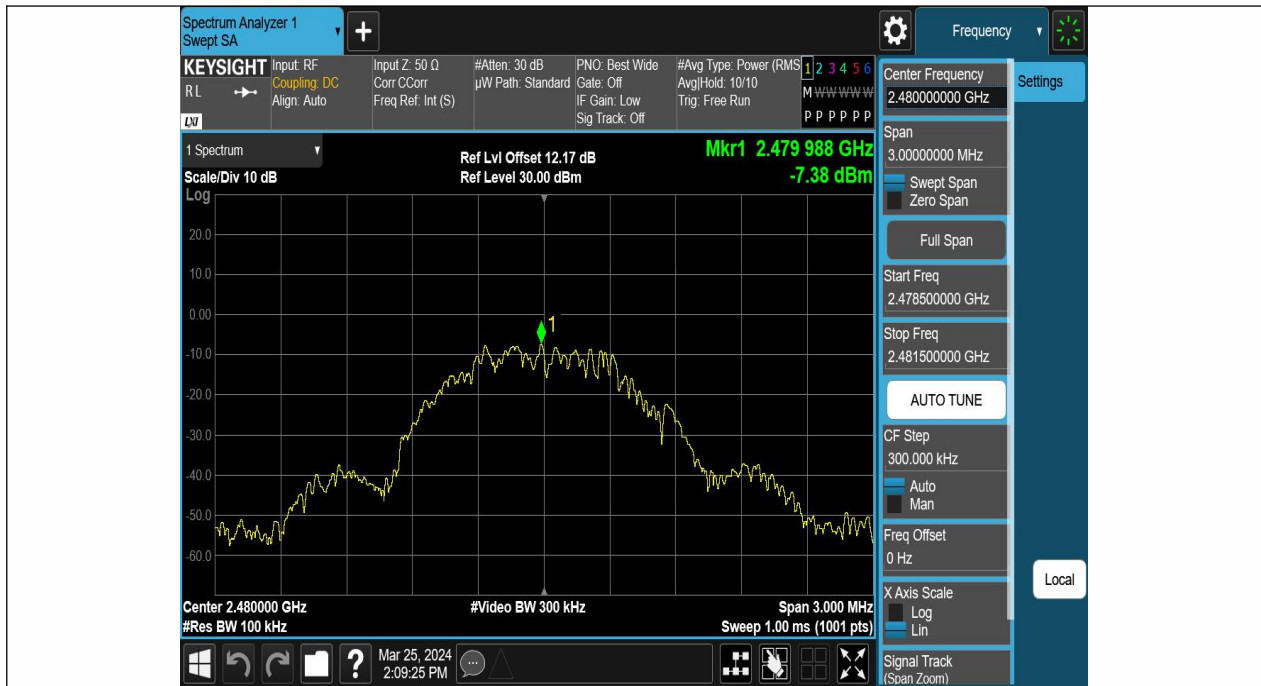 Spectrum Analyzer 1
Swept SA
+
Frequency
KEYSIGHT
R L
LXI
Input: RF
Coupling: DC
Align: Auto
Input Z: 50 Ω
Corr CCorr
Freq Ref: Int (S)
#Atten: 30 dB
µW Path: Standard
PNO: Best Wide
Gate: Off
IF Gain: Low
Sig Track: Off
#Avg Type: Power (RMS
Avg|Hold: 10/10
Trig: Free Run
1 2 3 4 5 6
M W W W W W
P P P P P P
1 Spectrum
Scale/Div 10 dB
Log
Ref Lvl Offset 12.17 dB
Ref Level 30.00 dBm
Mkr1 2.479 988 GHz
-7.38 dBm
20.0
10.0
0.00
1
-10.0
-20.0
-30.0
-40.0
-50.0
-60.0
Center 2.480000 GHz
#Res BW 100 kHz
#Video BW 300 kHz
Span 3.000 MHz
Sweep 1.00 ms (1001 pts)
?
Mar 25, 2024
2:09:25 PM
Center Frequency
2.480000000 GHz
Span
3.00000000 MHz
Swept Span
Zero Span
Full Span
Start Freq
2.478500000 GHz
Stop Freq
2.481500000 GHz
AUTO TUNE
CF Step
300.000 kHz
Auto
Man
Freq Offset
0 Hz
X Axis Scale
Log
Lin
Signal Track
(Span Zoom)
Settings
Local